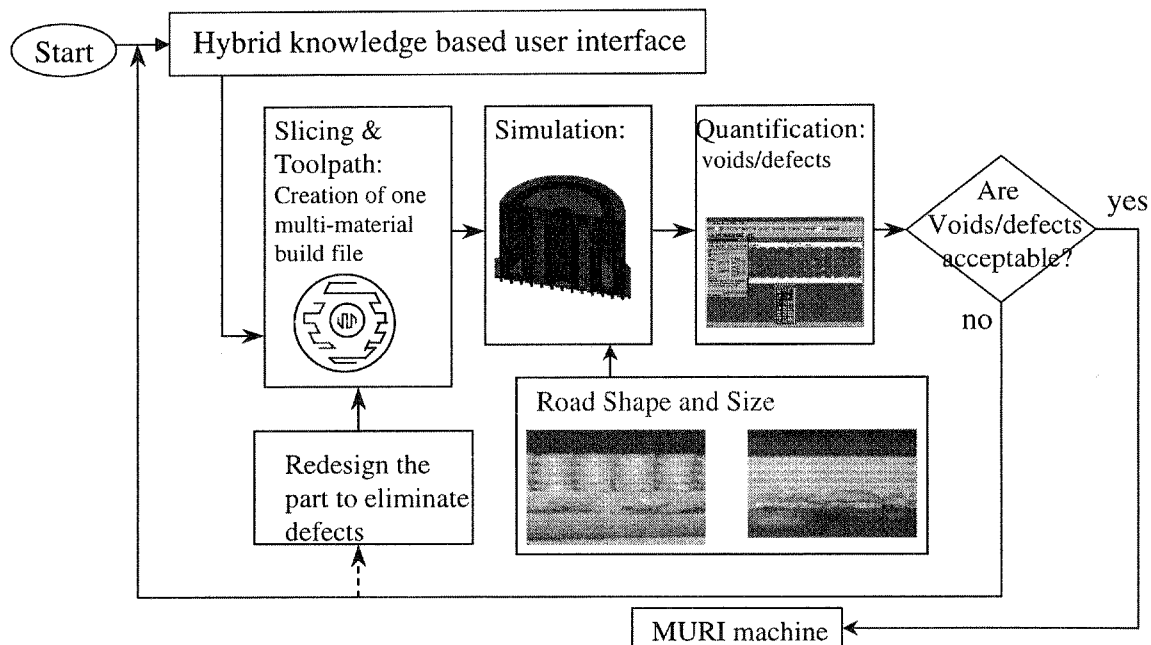 Start
Hybrid knowledge based user interface
Slicing &
Toolpath:
Creation of one
multi-material
build file
Simulation:
Quantification:
voids/defects
Are
Voids/defects
acceptable?
yes
no
Road Shape and Size
Redesign the
part to eliminate
defects
MURI machine